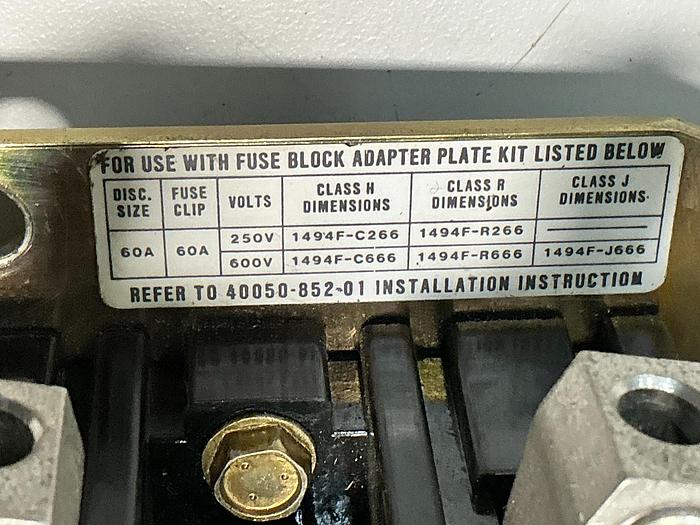 FOR USE WITH FUSE BLOCK ADAPTER PLATE KIT LISTED BELOW
DISC. SIZE FUSE CLIP VOLTS CLASS H DIMENSIONS CLASS R DIMENSIONS CLASS J DIMENSIONS
60A 60A 250V 1494F-C266 1494F-R266
600V 1494F-C666 1494F-R666 1494F-J666
REFER TO 40050-852-01 INSTALLATION INSTRUCTION